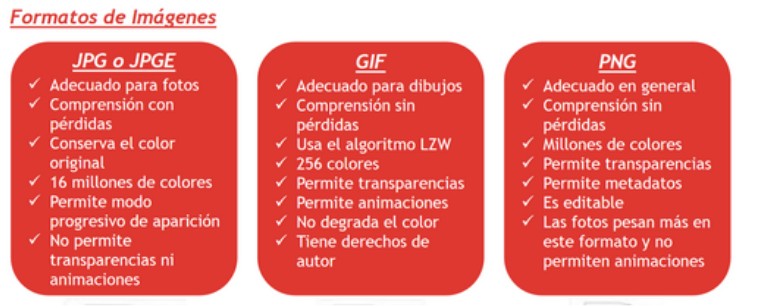 Formatos de Imágenes
JPG o JPGE
✓ Adecuado para fotos
✓ Comprensión con
pérdidas
✓ Conserva el color
original
✓ 16 millones de colores
✓ Permite modo
progresivo de aparición
✓ No permite
transparencias ni
animaciones
GIF
✓ Adecuado para dibujos
✓ Comprensión sin
pérdidas
✓ Usa el algoritmo LZW
✓ 256 colores
✓ Permite transparencias
✓ Permite animaciones
✓ No degrada el color
✓ Tiene derechos de
autor
PNG
✓ Adecuado en general
✓ Comprensión sin
pérdidas
✓ Millones de colores
✓ Permite transparencias
✓ Permite metadatos
✓ Es editable
✓ Las fotos pesan más en
este formato y no
permiten animaciones